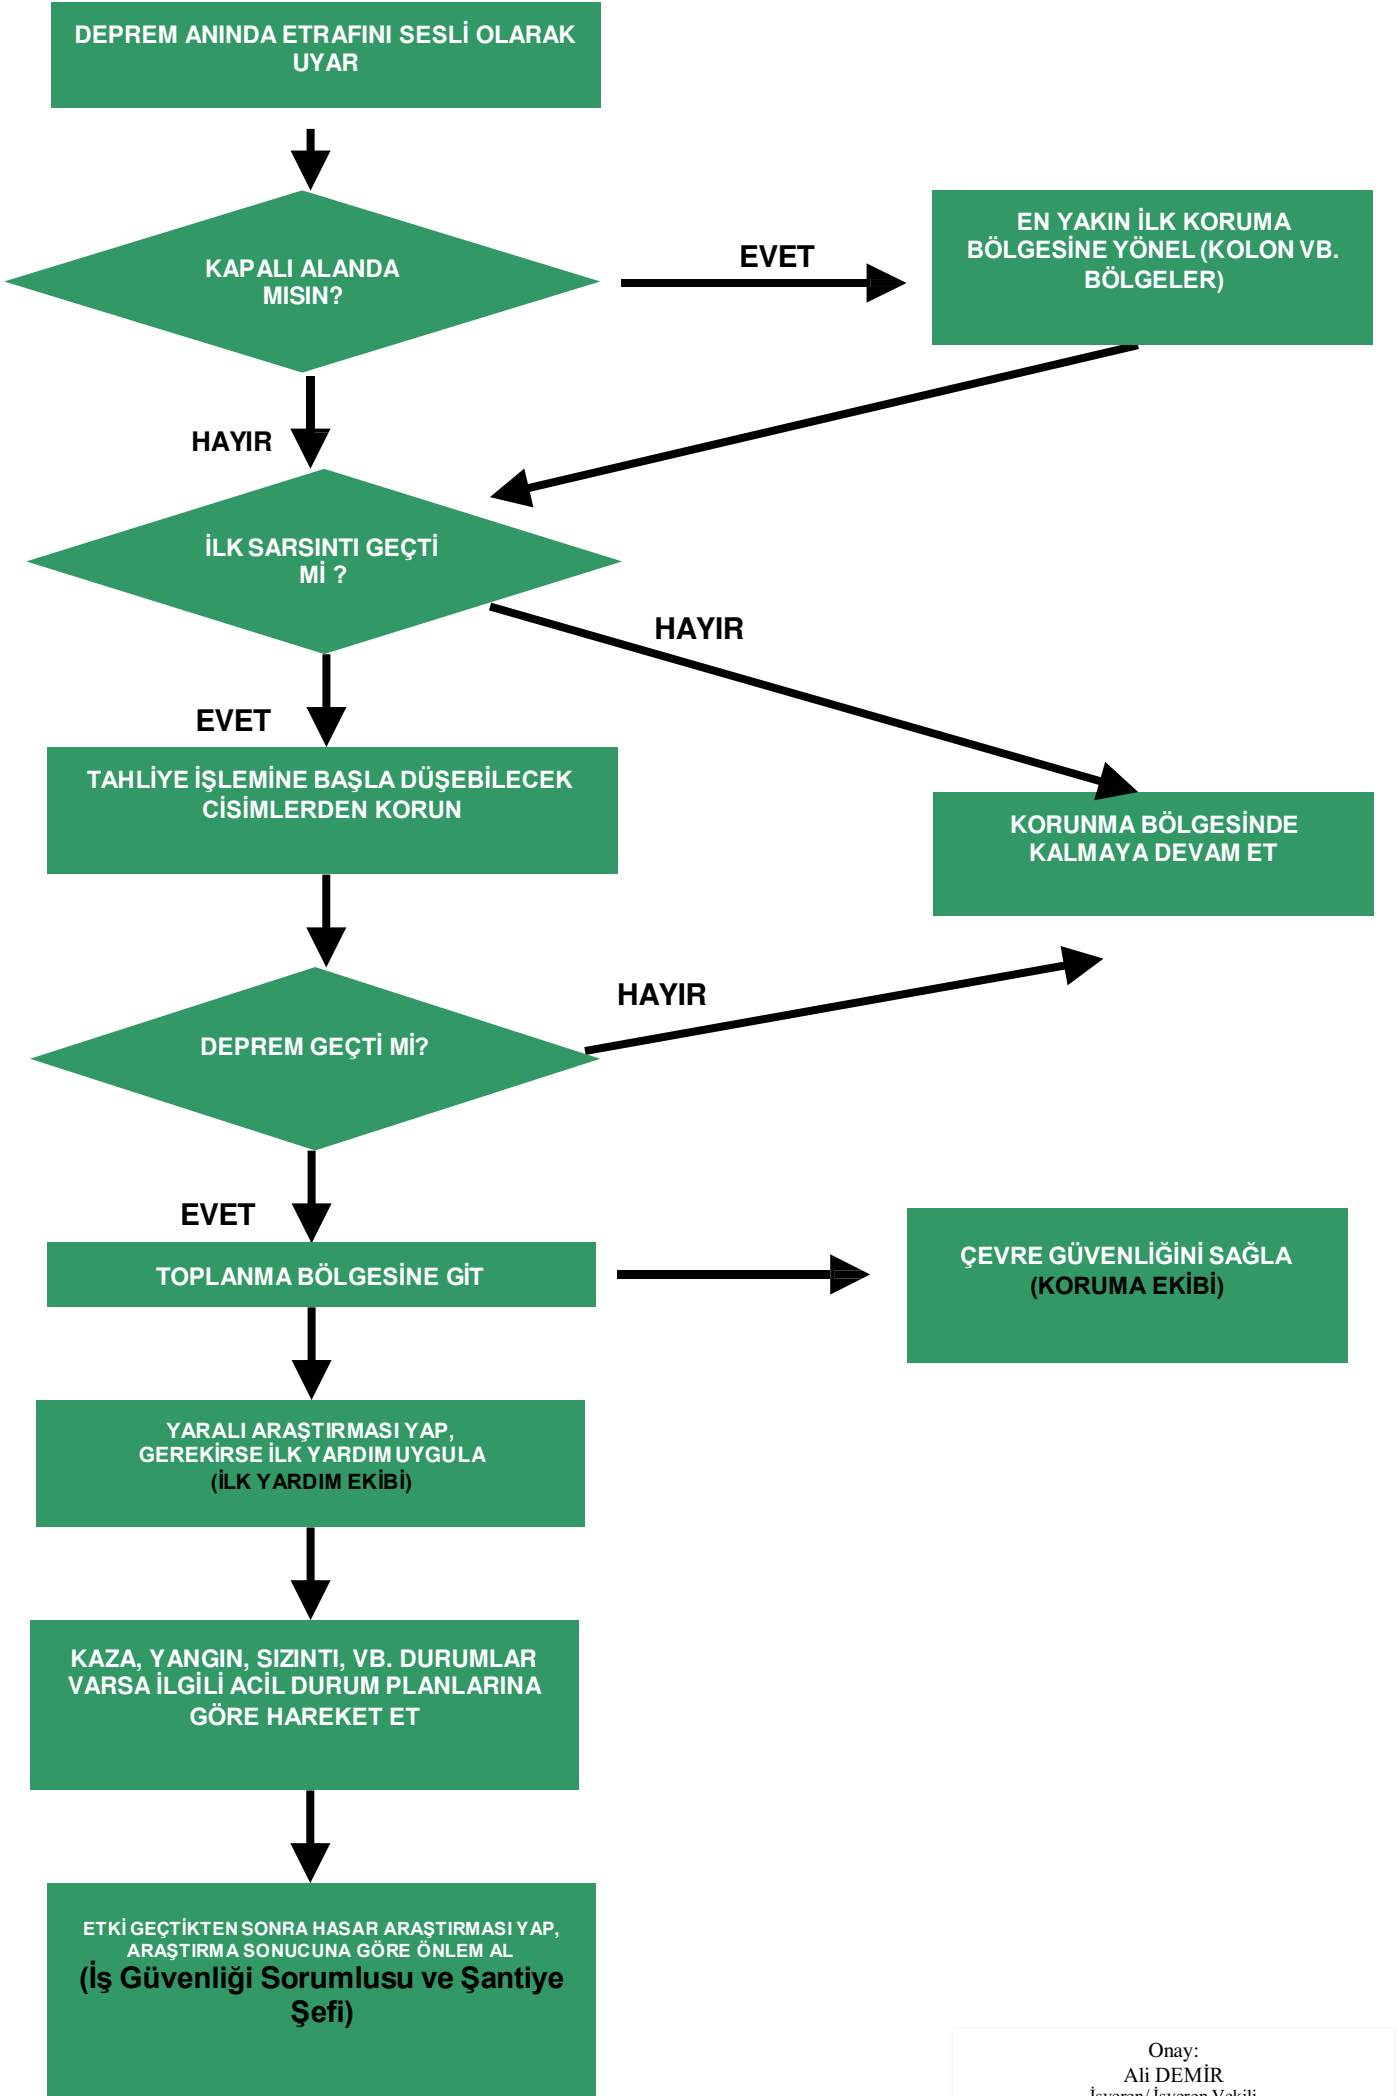 DEPREM ANINDA ETRAFINI SESLİ OLARAK
UYAR
KAPALI ALANDA
MISIN?
EVET
EN YAKIN İLK KORUMA
BÖLGESİNE YÖNEL (KOLON VB.
BÖLGELER)
HAYIR
İLK SARSINTI GEÇTİ
Mİ ?
HAYIR
EVET
TAHLİYE İŞLEMİNE BAŞLA DÜŞEBİLECEK
CİSİMLERDEN KORUN
KORUNMA BÖLGESİNDE
KALMAYA DEVAM ET
HAYIR
DEPREM GEÇTİ Mİ?
EVET
TOPLANMA BÖLGESİNE GİT
ÇEVRE GÜVENLİĞİNİ SAĞLA
(KORUMA EKİBİ)
YARALI ARAŞTIRMASI YAP,
GEREKİRSE İLK YARDIM UYGULA
(İLK YARDIM EKİBİ)
KAZA, YANGIN, SIZINTI, VB. DURUMLAR
VARSA İLGİLİ ACİL DURUM PLANLARINA
GÖRE HAREKET ET
ETKİ GEÇTİKTEN SONRA HASAR ARAŞTIRMASI YAP,
ARAŞTIRMA SONUCUNA GÖRE ÖNLEM AL
(İş Güvenliği Sorumlusu ve Şantiye
Şefi)
Onay:
Ali DEMİR
İşveren/ İşveren Vekili